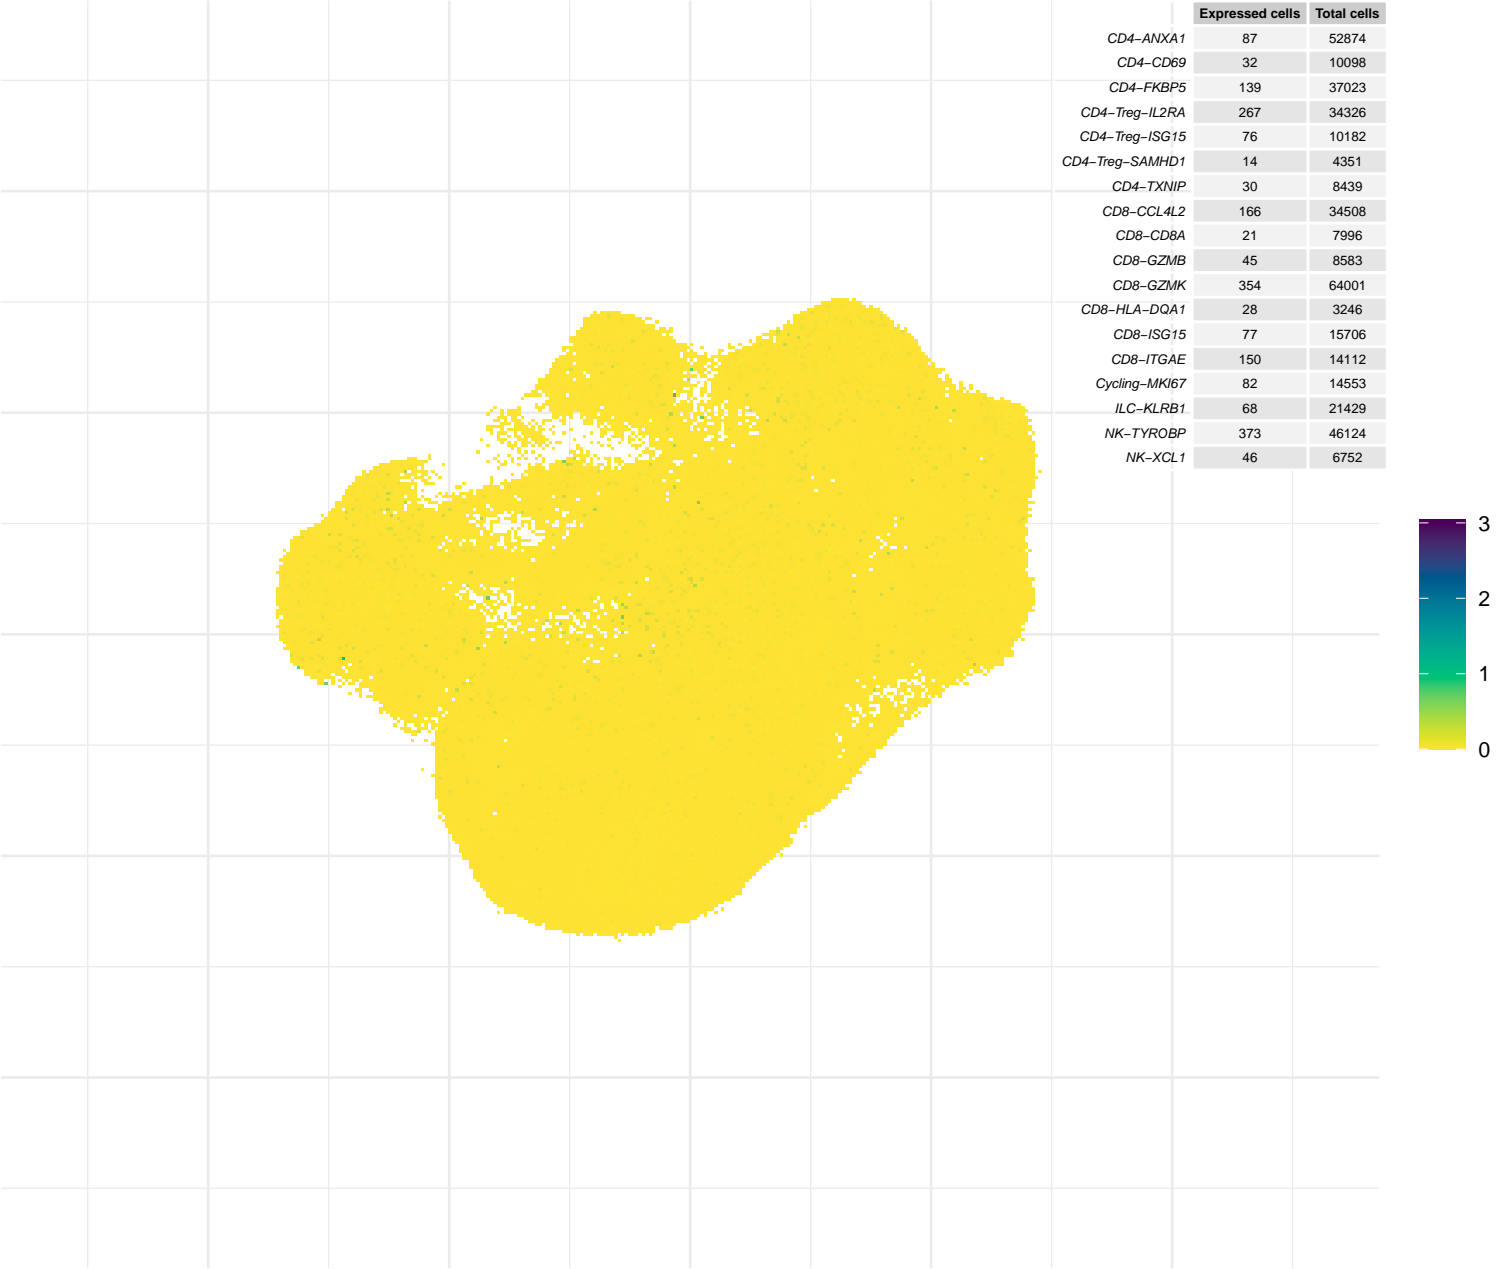 Expressed cells Total cells
CD4−ANXA1 87 52874
CD4−CD69 32 10098
CD4−FKBP5 139 37023
CD4−Treg−IL2RA 267 34326
CD4−Treg−ISG15 76 10182
CD4−Treg−SAMHD1 14 4351
CD4−TXNIP 30 8439
CD8−CCL4L2 166 34508
CD8−CD8A 21 7996
CD8−GZMB 45 8583
CD8−GZMK 354 64001
CD8−HLA−DQA1 28 3246
CD8−ISG15 77 15706
CD8−ITGAE 150 14112
Cycling−MKI67 82 14553
ILC−KLRB1 68 21429
NK−TYROBP 373 46124
NK−XCL1 46 6752
3
2
1
0